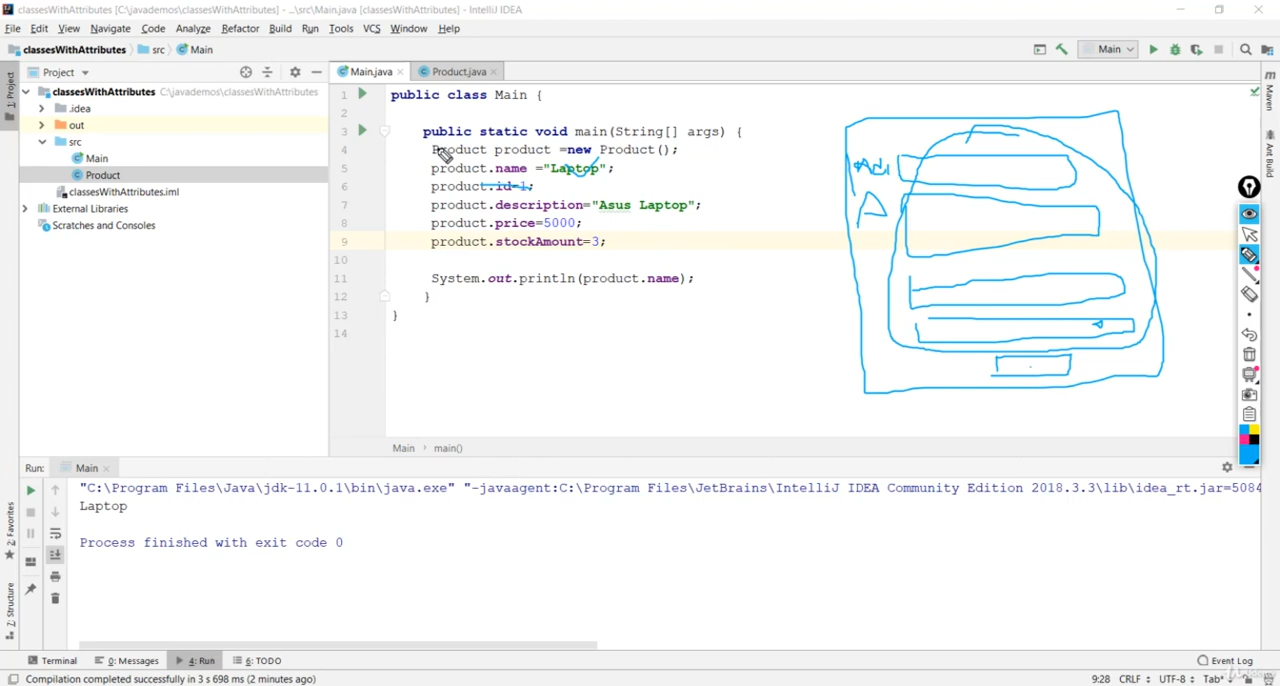 classesWithAttributes [C:\javademos\classesWithAttributes] - ...\src\Main.java [classesWithAttributes] - IntelliJ IDEA
File Edit View Navigate Code Analyze Refactor Build Run Tools VCS Window Help
classesWithAttributes src Main
Main
Project
Main.java Product.java
classesWithAttributes C:\javademos\classesWithAttributes
.idea
out
src
Main
Product
classesWithAttributes.iml
External Libraries
Scratches and Consoles
1: Project
2: Favorites
Z: Structure
Maven
Ant Build
1 public class Main {
2
3 public static void main(String[] args) {
4 Product product =new Product();
5 product.name ="Laptop";
6 product.id=1;
7 product.description="Asus Laptop";
8 product.price=5000;
9 product.stockAmount=3;
10
11 System.out.println(product.name);
12 }
13 }
14
Main main()
Run: Main
"C:\Program Files\Java\jdk-11.0.1\bin\java.exe" "-javaagent:C:\Program Files\JetBrains\IntelliJ IDEA Community Edition 2018.3.3\lib\idea_rt.jar=5084
Laptop
Process finished with exit code 0
Terminal 0: Messages 4: Run 6: TODO Event Log
Compilation completed successfully in 3 s 698 ms (2 minutes ago) 9:28 CRLF UTF-8 Tab*